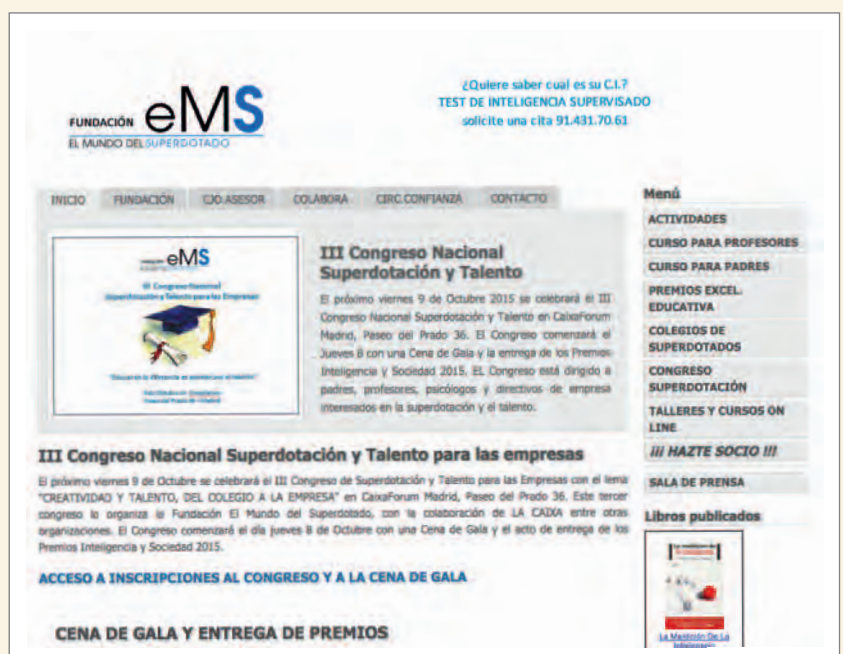 ¿Quiere saber cual es su C.I.?
TEST DE INTELIGENCIA SUPERVISADO
solicite una cita 91.431.70.61
FUNDACIÓN eMS
EL MUNDO DEL SUPERDOTADO
INICIO FUNDACIÓN CJO.ASESOR COLABORA CIRC.CONFIANZA CONTACTO
eMS
III Congreso Nacional
Superdotación y Talento para las Empresas
III Congreso Nacional
Superdotación y Talento
El próximo viernes 9 de Octubre 2015 se celebrará el III
Congreso Nacional Superdotación y Talento en CaixaForum
Madrid, Paseo del Prado 36. El Congreso comenzará el
Jueves 8 con una Cena de Gala y la entrega de los Premios
Inteligencia y Sociedad 2015. EL Congreso está dirigido a
padres, profesores, psicólogos y directivos de empresa
interesados en la superdotación y el talento.
III Congreso Nacional Superdotación y Talento para las empresas
El próximo viernes 9 de Octubre se celebrará el III Congreso de Superdotación y Talento para las Empresas con el lema
"CREATIVIDAD Y TALENTO, DEL COLEGIO A LA EMPRESA" en CaixaForum Madrid, Paseo del Prado 36. Este tercer
congreso lo organiza la Fundación El Mundo del Superdotado, con la colaboración de LA CAIXA entre otras
organizaciones. El Congreso comenzará el día jueves 8 de Octubre con una Cena de Gala y el acto de entrega de los
Premios Inteligencia y Sociedad 2015.
ACCESO A INSCRIPCIONES AL CONGRESO Y A LA CENA DE GALA
CENA DE GALA Y ENTREGA DE PREMIOS
Menú
ACTIVIDADES
CURSO PARA PROFESORES
CURSO PARA PADRES
PREMIOS EXCEL.
EDUCATIVA
COLEGIOS DE
SUPERDOTADOS
CONGRESO
SUPERDOTACIÓN
TALLERES Y CURSOS ON
LINE
¡¡¡ HAZTE SOCIO !!!
SALA DE PRENSA
Libros publicados
La Medición De La
Inteligencia